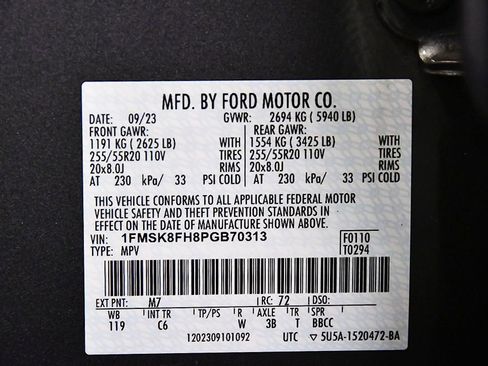 MFD. BY FORD MOTOR CO.
DATE: 09/23 GVWR: 2694 KG ( 5940 LB)
FRONT GAWR: REAR GAWR:
1191 KG ( 2625 LB) WITH 1554 KG ( 3425 LB) WITH
255/55R20 110V TIRES 255/55R20 110V TIRES
20x8.0J RIMS 20x8.0J RIMS
AT 230 kPa/ 33 PSI COLD AT 230 kPa/ 33 PSI COLD
THIS VEHICLE CONFORMS TO ALL APPLICABLE FEDERAL MOTOR
VEHICLE SAFETY AND THEFT PREVENTION STANDARDS IN
EFFECT ON THE DATE OF MANUFACTURE SHOWN ABOVE.
VIN: 1FMSK8FH8PGB70313 F0110
TYPE: MPV T0294
EXT PNT: M7 RC: 72 DSO:
WB INT TR TP/PS R AXLE TR SPR
119 C6 W 3B T BBCC
1202309101092 UTC ▽ 5U5A-1520472-BA